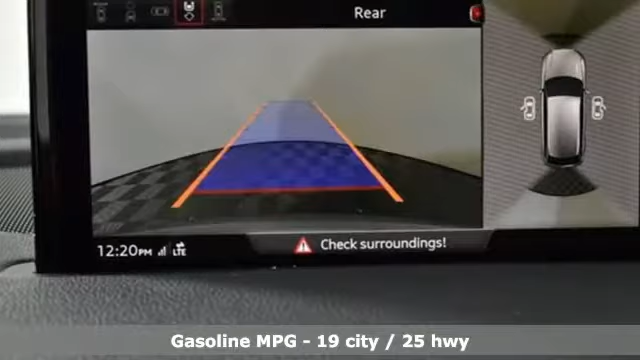 Rear
12:20PM LTE
Check surroundings!
Gasoline MPG - 19 city / 25 hwy